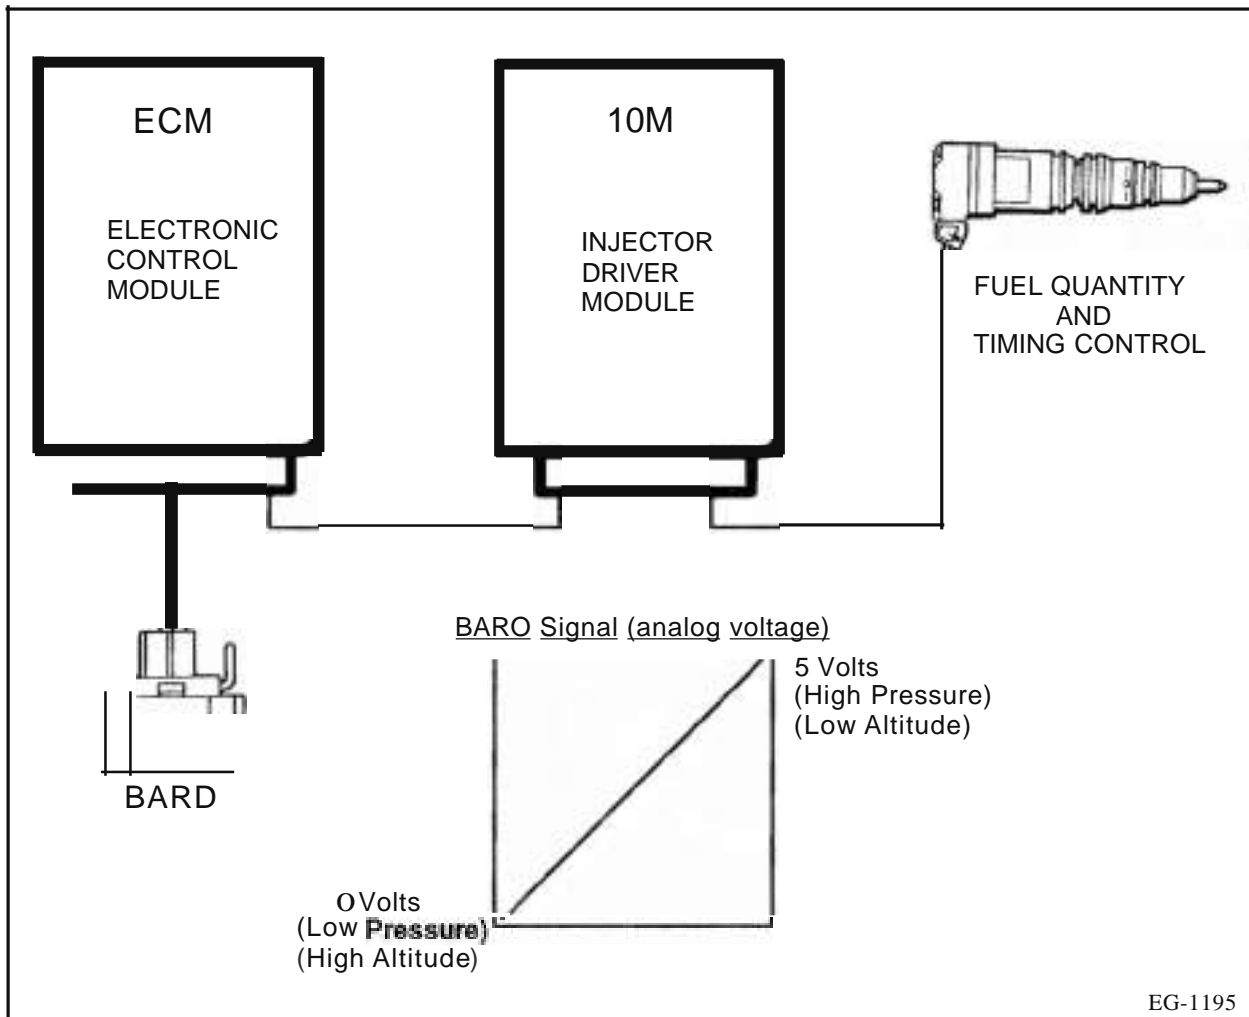 ECM
ELECTRONIC
CONTROL
MODULE
10M
INJECTOR
DRIVER
MODULE
FUEL QUANTITY
AND
TIMING CONTROL
BARD
BARO Signal (analog voltage)
5 Volts
(High Pressure)
(Low Altitude)
O Volts
(Low Pressure)
(High Altitude)
EG-1195